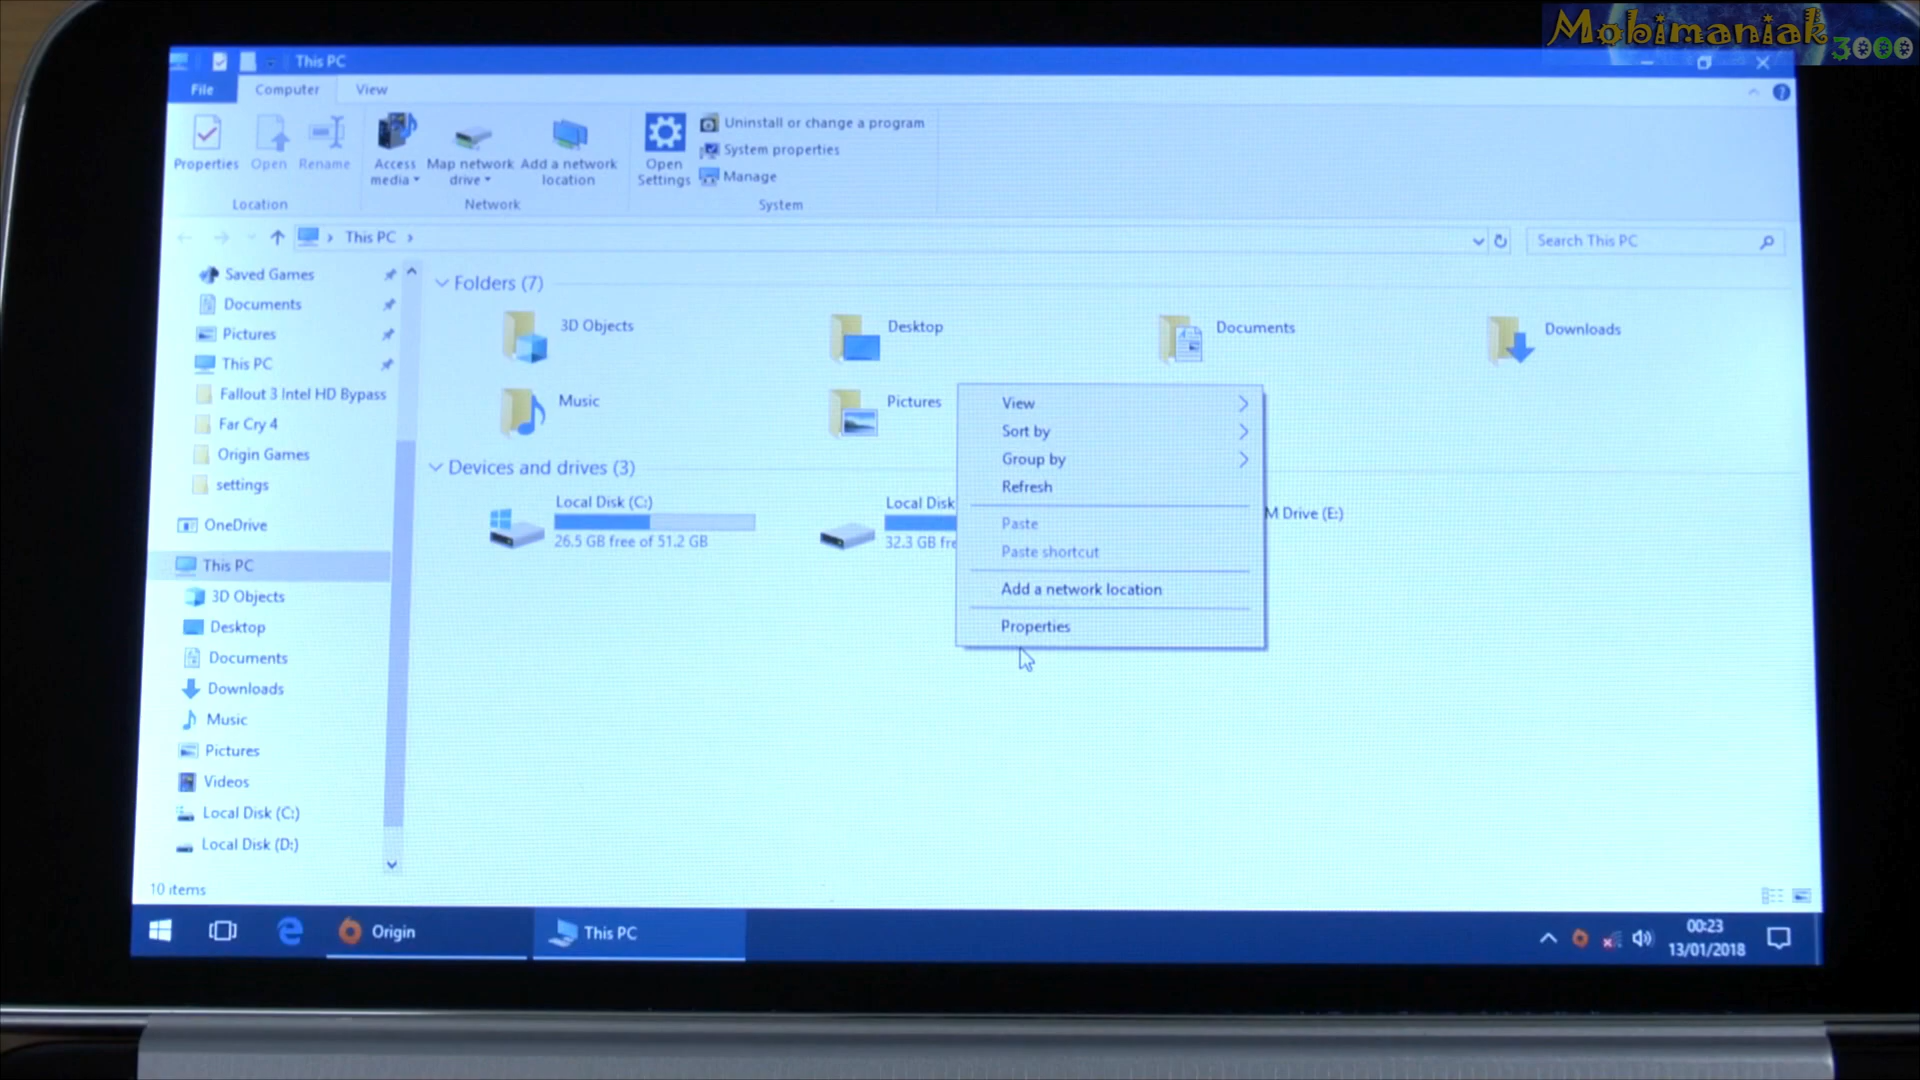 Mobimaniak
3000
This PC
File
Computer
View
Properties
Open
Rename
Access
media
Map network
drive
Add a network
location
Open
Settings
Uninstall or change a program
System properties
Manage
Location
Network
System
This PC
Search This PC
Saved Games
Documents
Pictures
This PC
Fallout 3 Intel HD Bypass
Far Cry 4
Origin Games
settings
OneDrive
This PC
3D Objects
Desktop
Documents
Downloads
Music
Pictures
Videos
Local Disk (C:)
Local Disk (D:)
Folders (7)
3D Objects
Desktop
Documents
Downloads
Music
Pictures
Devices and drives (3)
Local Disk (C:)
26.5 GB free of 51.2 GB
Local Disk
32.3 GB fre
M Drive (E:)
View
Sort by
Group by
Refresh
Paste
Paste shortcut
Add a network location
Properties
10 items
Origin
This PC
00:23
13/01/2018